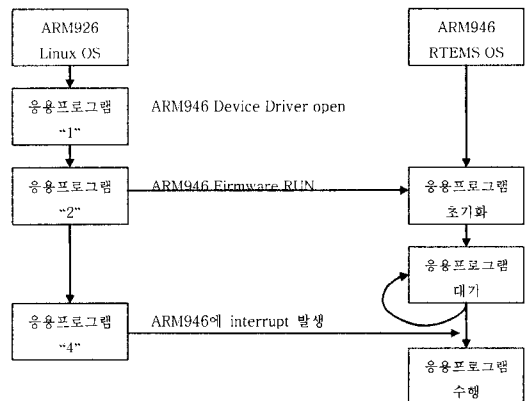 ARM926
Linux OS
ARM946
RTEMS OS
응용프로그램
"1"
ARM946 Device Driver open
응용프로그램
"2"
ARM946 Firmware RUN
응용프로그램
초기화
응용프로그램
대기
응용프로그램
"4"
ARM946에 interrupt 발생
응용프로그램
수행